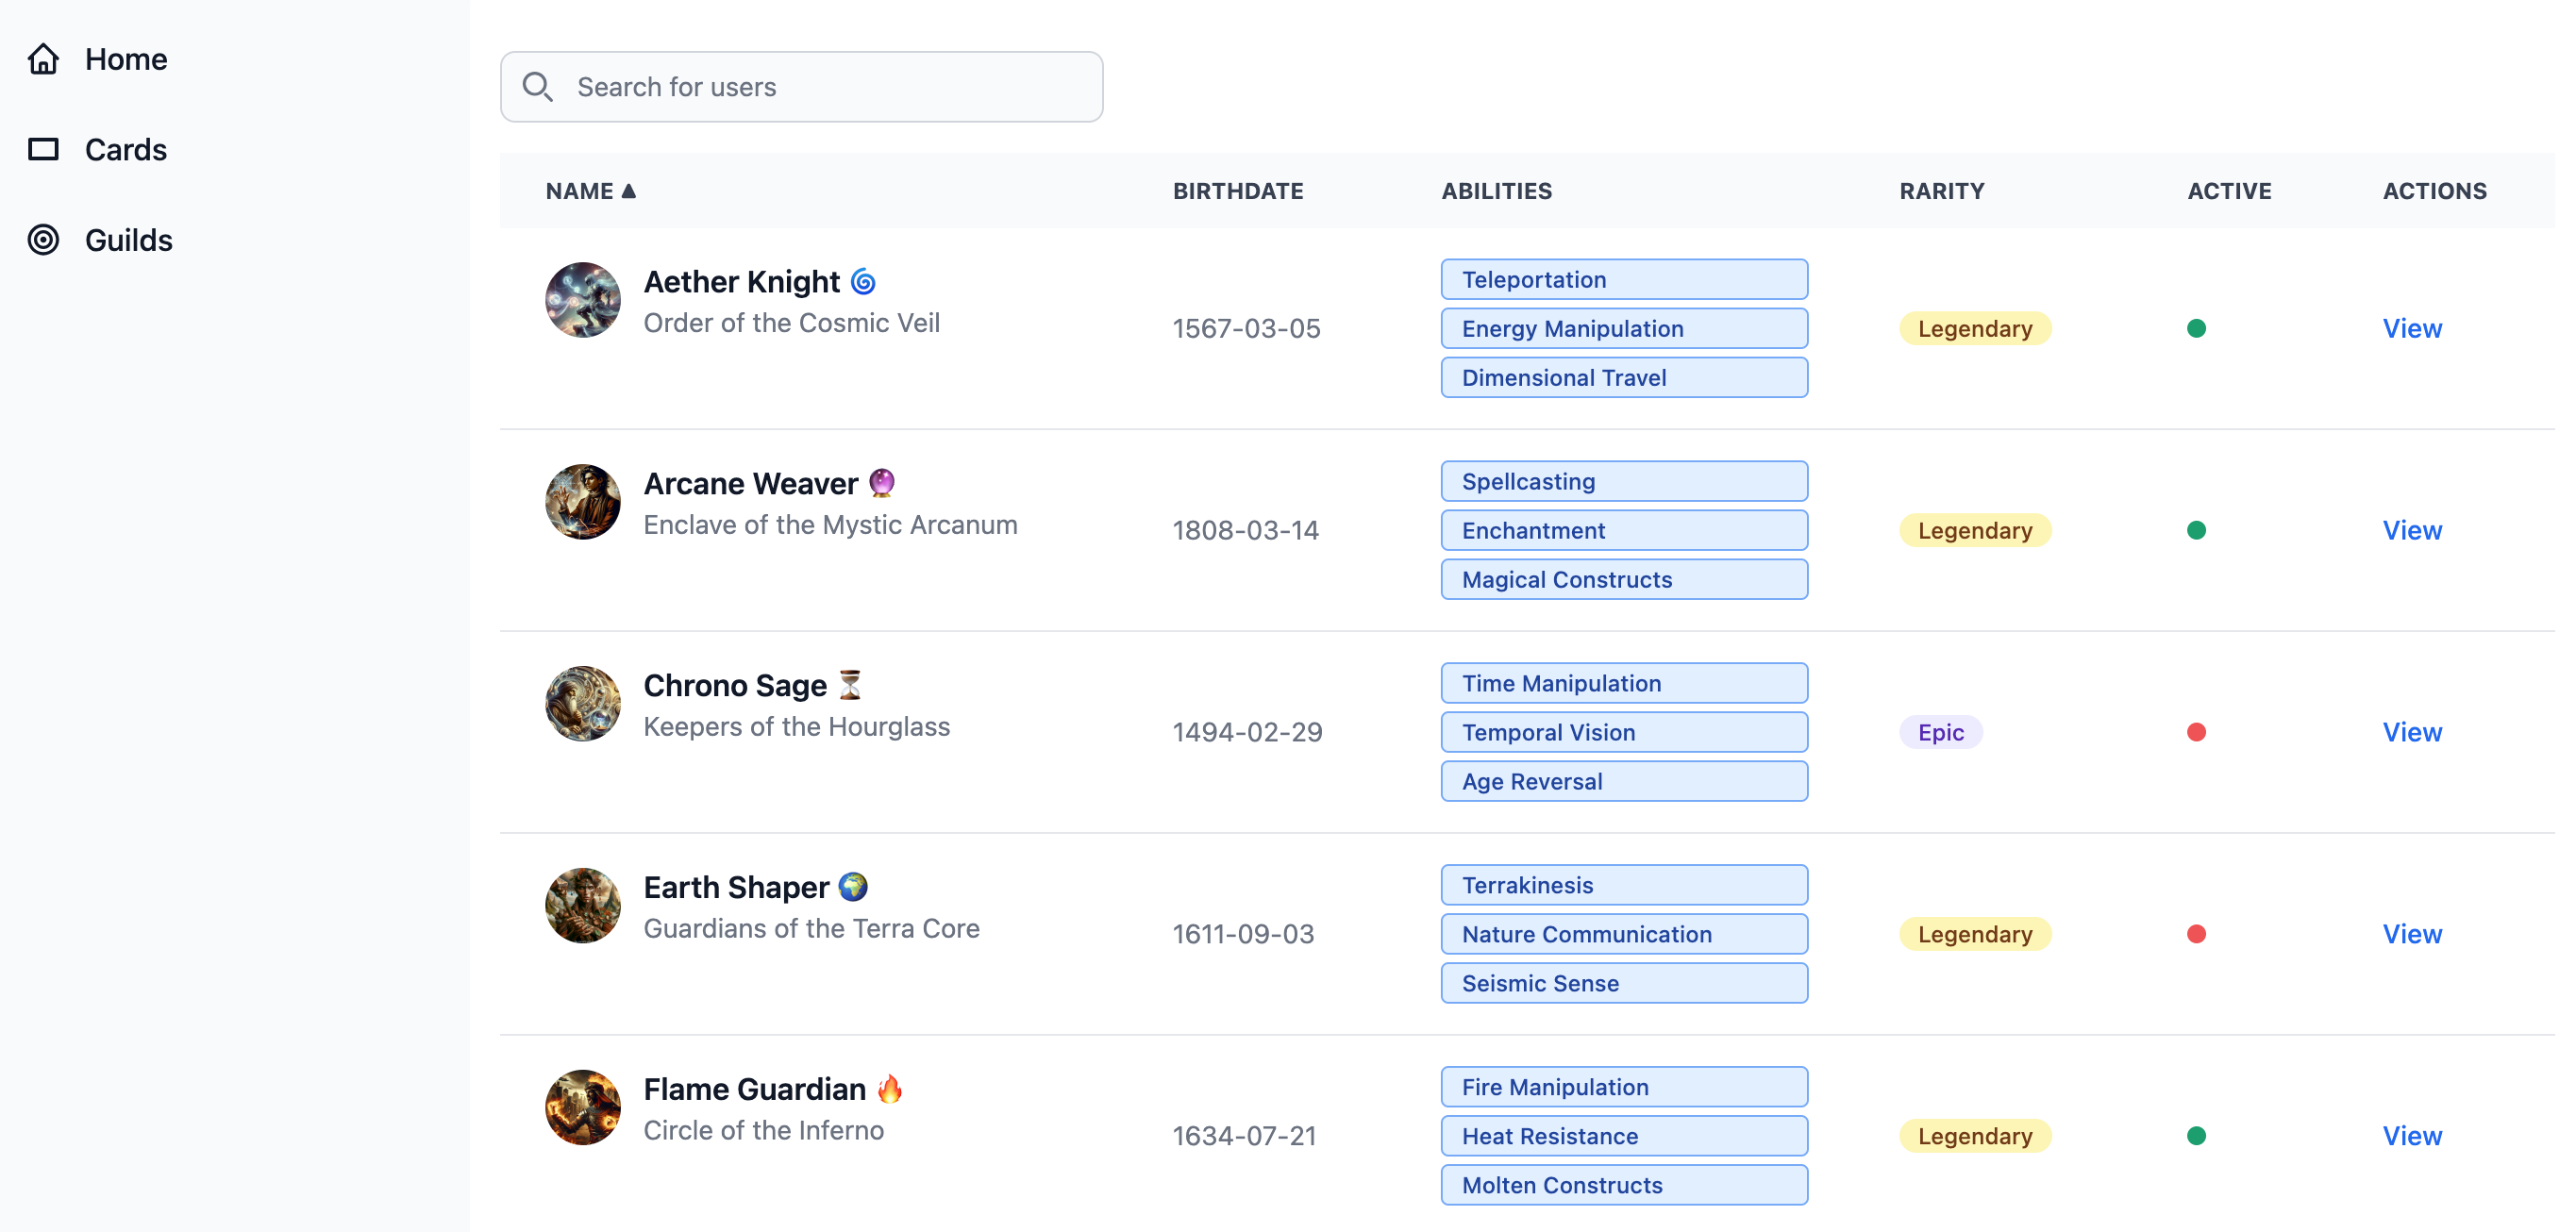 Home
Cards
Guilds
Search for users
NAME ▲ BIRTHDATE ABILITIES RARITY ACTIVE ACTIONS
Aether Knight 🌀
Order of the Cosmic Veil
1567-03-05
Teleportation
Energy Manipulation
Dimensional Travel
Legendary
View
Arcane Weaver 🔮
Enclave of the Mystic Arcanum
1808-03-14
Spellcasting
Enchantment
Magical Constructs
Legendary
View
Chrono Sage ⏳
Keepers of the Hourglass
1494-02-29
Time Manipulation
Temporal Vision
Age Reversal
Epic
View
Earth Shaper 🌍
Guardians of the Terra Core
1611-09-03
Terrakinesis
Nature Communication
Seismic Sense
Legendary
View
Flame Guardian 🔥
Circle of the Inferno
1634-07-21
Fire Manipulation
Heat Resistance
Molten Constructs
Legendary
View